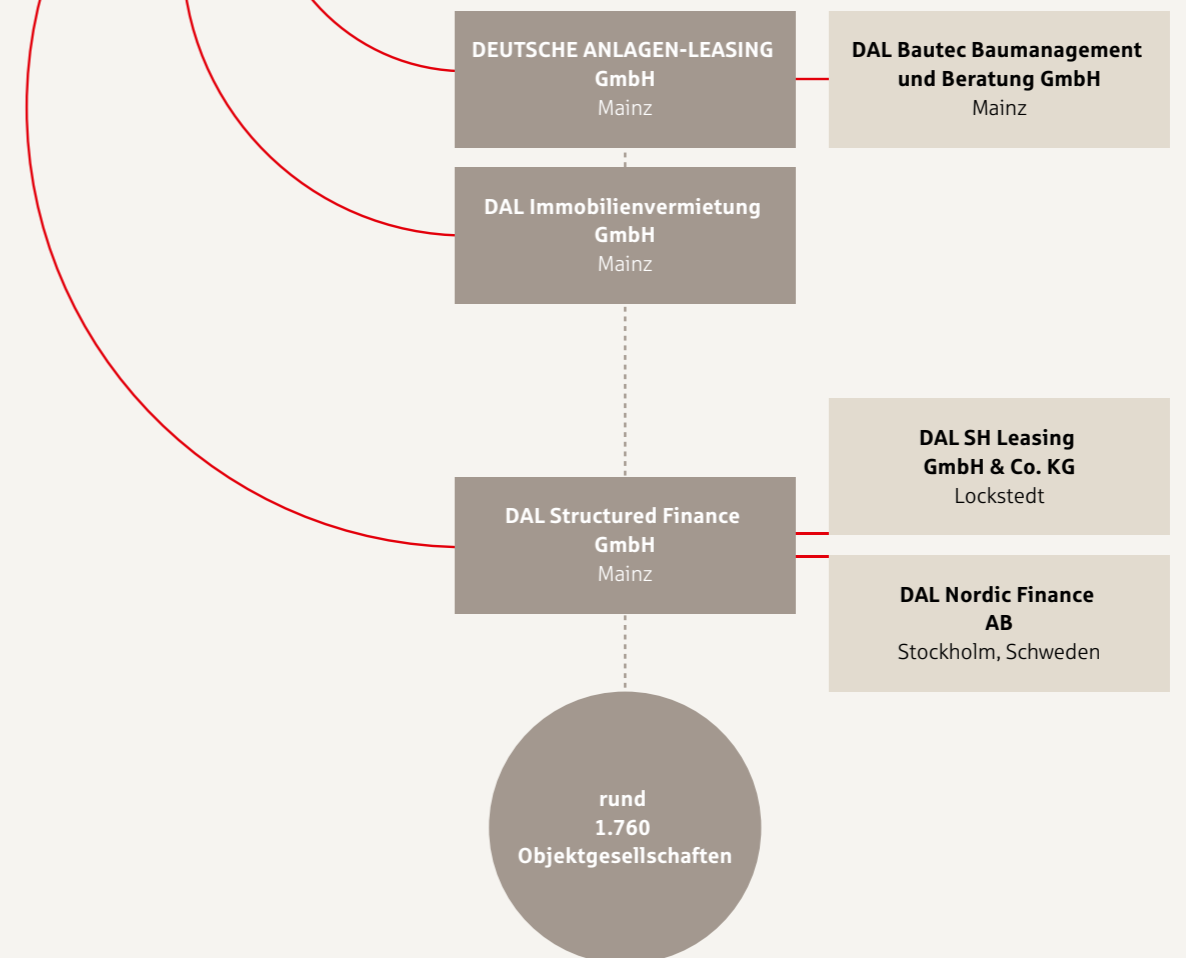 DEUTSCHE ANLAGEN-LEASING
GmbH
Mainz
DAL Bautec Baumanagement
und Beratung GmbH
Mainz
DAL Immobilienvermietung
GmbH
Mainz
DAL SH Leasing
GmbH & Co. KG
Lockstedt
DAL Structured Finance
GmbH
Mainz
DAL Nordic Finance
AB
Stockholm, Schweden
rund
1.760
Objektgesellschaften